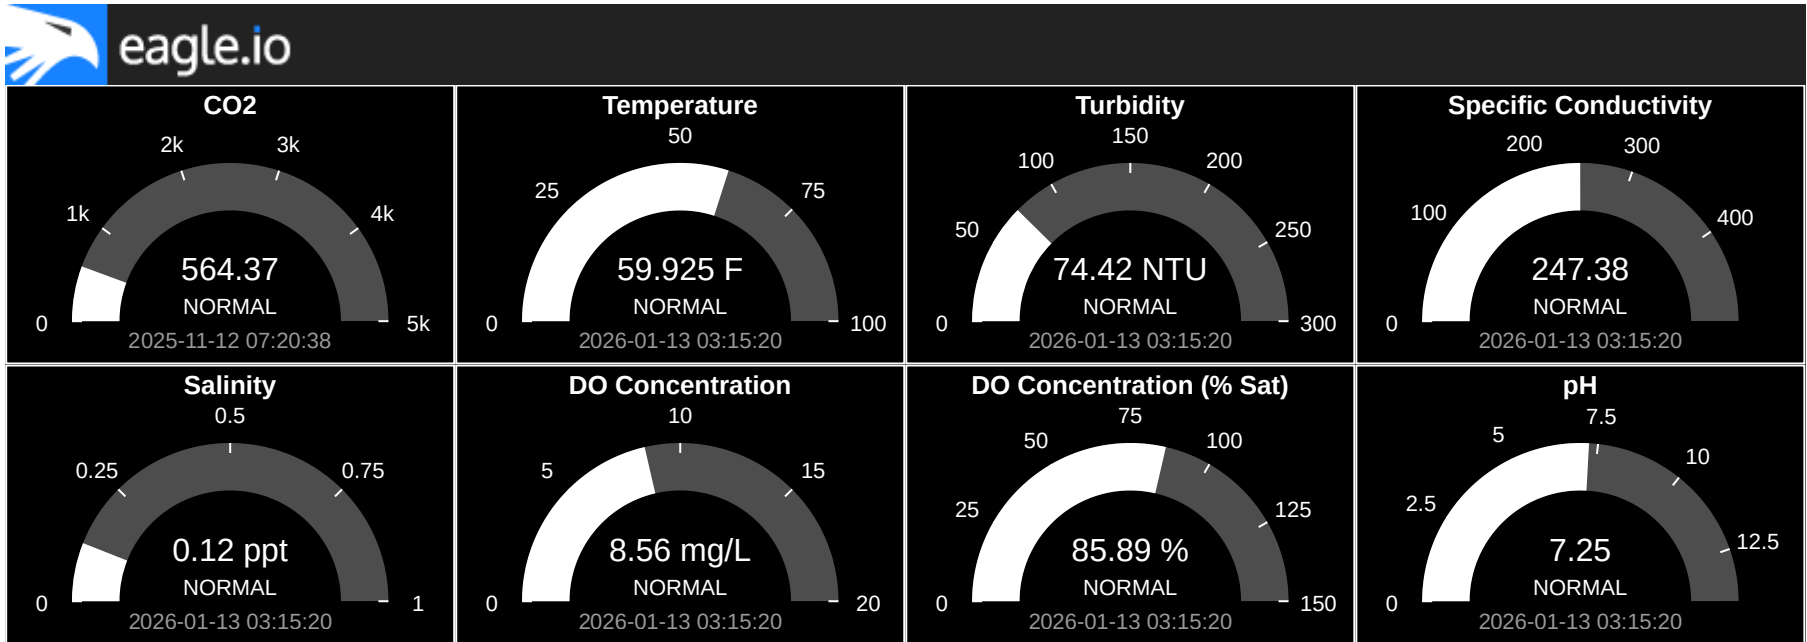 eagle.io
CO2
0
1k
2k
3k
4k
5k
564.37
NORMAL
2025-11-12 07:20:38
Temperature
0
25
50
75
100
59.925 F
NORMAL
2026-01-13 03:15:20
Turbidity
0
50
100
150
200
250
300
74.42 NTU
NORMAL
2026-01-13 03:15:20
Specific Conductivity
0
100
200
300
400
247.38
NORMAL
2026-01-13 03:15:20
Salinity
0
0.25
0.5
0.75
1
0.12 ppt
NORMAL
2026-01-13 03:15:20
DO Concentration
0
5
10
15
20
8.56 mg/L
NORMAL
2026-01-13 03:15:20
DO Concentration (% Sat)
0
25
50
75
100
125
150
85.89 %
NORMAL
2026-01-13 03:15:20
pH
0
2.5
5
7.5
10
12.5
7.25
NORMAL
2026-01-13 03:15:20